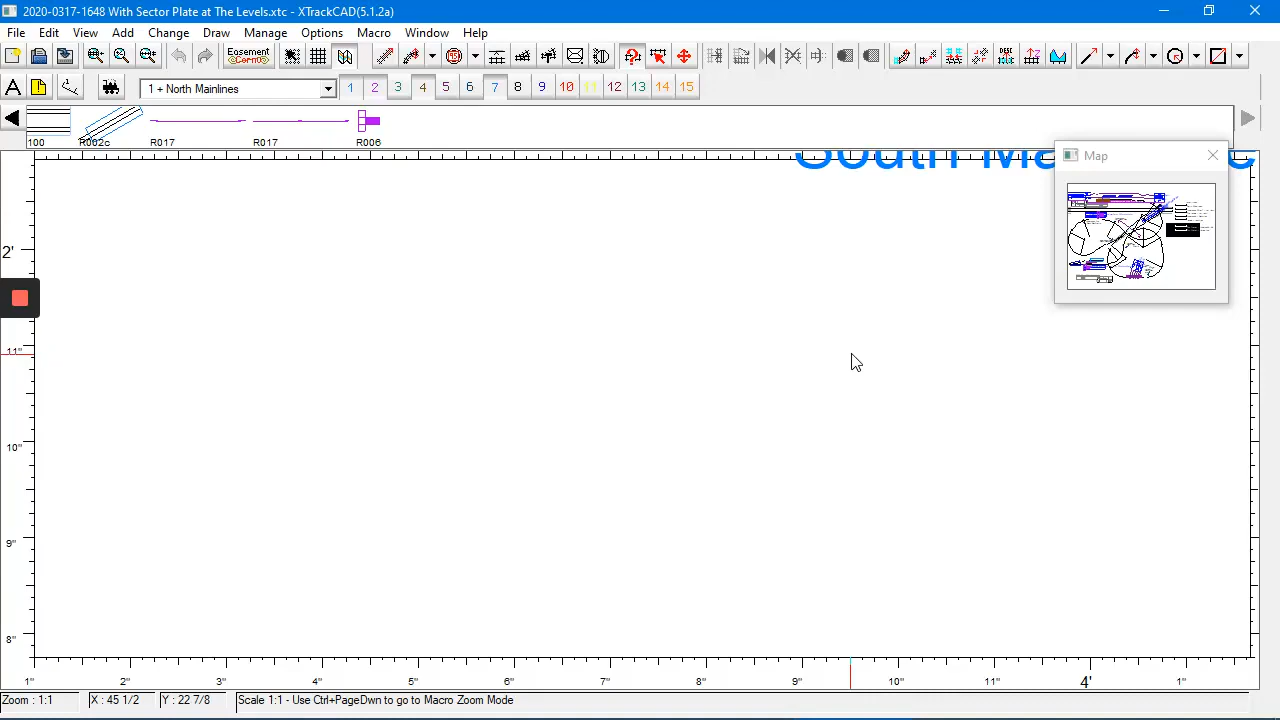 2020-0317-1648 With Sector Plate at The Levels.xtc - XTrackCAD(5.1.2a)
File Edit View Add Change Draw Manage Options Macro Window Help
Easement
Cornu
DESC
1 + North Mainlines
1 2 3 4 5 6 7 8 9 10 11 12 13 14 15
100 R002c R017 R017 R006
South Ma
Map
2'
11"
10"
9"
8"
1" 2" 3" 4" 5" 6" 7" 8" 9" 10" 11" 4' 1"
Zoom : 1:1 X : 45 1/2 Y : 22 7/8 Scale 1:1 - Use Ctrl+PageDwn to go to Macro Zoom Mode